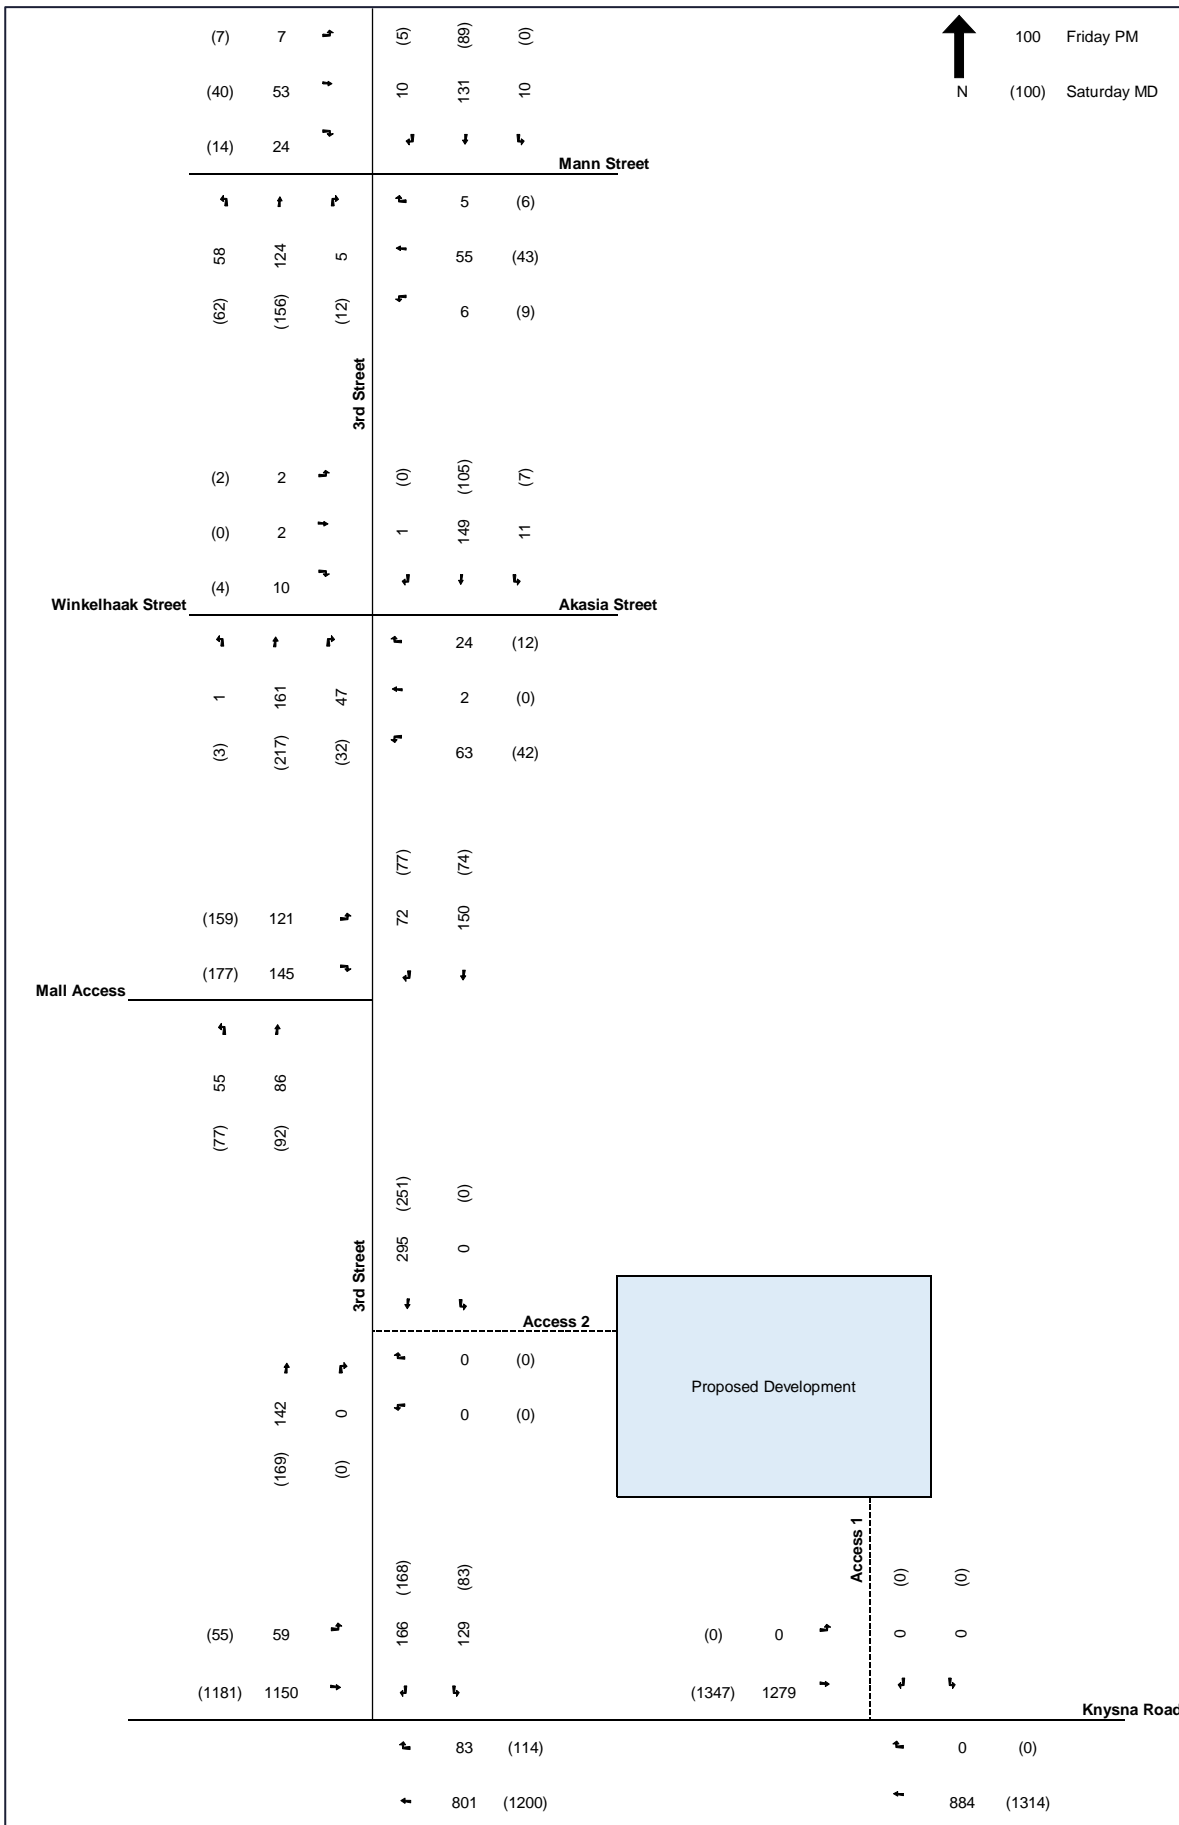 (7) 7 (5) (89) (0) 100 Friday PM
(40) 53 10 131 10 N (100) Saturday MD
(14) 24
Mann Street
5 (6)
58 124 5 55 (43)
(62) (156) (12) 6 (9)
3rd Street
(2) 2 (0) (105) (7)
(0) 2 1 149 11
(4) 10
Winkelhaak Street Akasia Street
24 (12)
1 161 47 2 (0)
(3) (217) (32) 63 (42)
(77) (74)
(159) 121 72 150
(177) 145
Mall Access
55 86
(77) (92)
(251) (0)
3rd Street 295 0
Access 2
0 (0)
Proposed Development
142 0 0 (0)
(169) (0)
Access 1
(168) (83) (0) (0)
(55) 59 166 129 (0) 0 0 0
(1181) 1150 (1347) 1279
Knysna Road
83 (114) 0 (0)
801 (1200) 884 (1314)